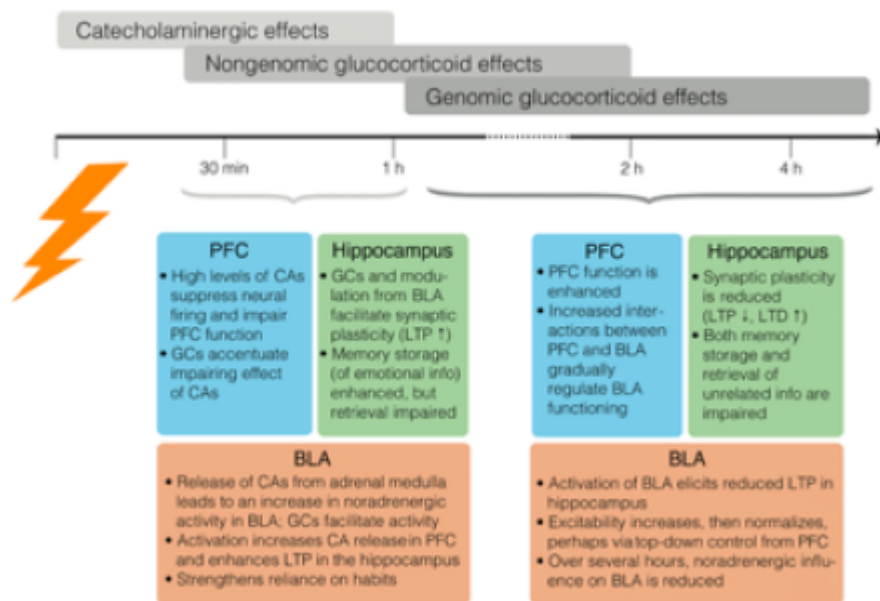 Catecholaminergic effects
Nongenomic glucocorticoid effects
Genomic glucocorticoid effects
30 min
1 h
2 h
4 h
PFC
• High levels of CAs
suppress neural
firing and impair
PFC function
• GCs accentuate
impairing effect
of CAs
Hippocampus
• GCs and modu-
lation from BLA
facilitate synaptic
plasticity (LTP ↑)
• Memory storage
(of emotional info)
enhanced, but
retrieval impaired
BLA
• Release of CAs from adrenal medulla
leads to an increase in noradrenergic
activity in BLA; GCs facilitate activity
• Activation increases CA release in PFC
and enhances LTP in the hippocampus
• Strengthens reliance on habits
PFC
• PFC function is
enhanced
• Increased inter-
actions between
PFC and BLA
gradually
regulate BLA
functioning
Hippocampus
• Synaptic plasticity
is reduced
(LTP ↓, LTD ↑)
• Both memory
storage and
retrieval of
unrelated info are
impaired
BLA
• Activation of BLA elicits reduced LTP in
hippocampus
• Excitability increases, then normalizes,
perhaps via top-down control from PFC
• Over several hours, noradrenergic influ-
ence on BLA is reduced